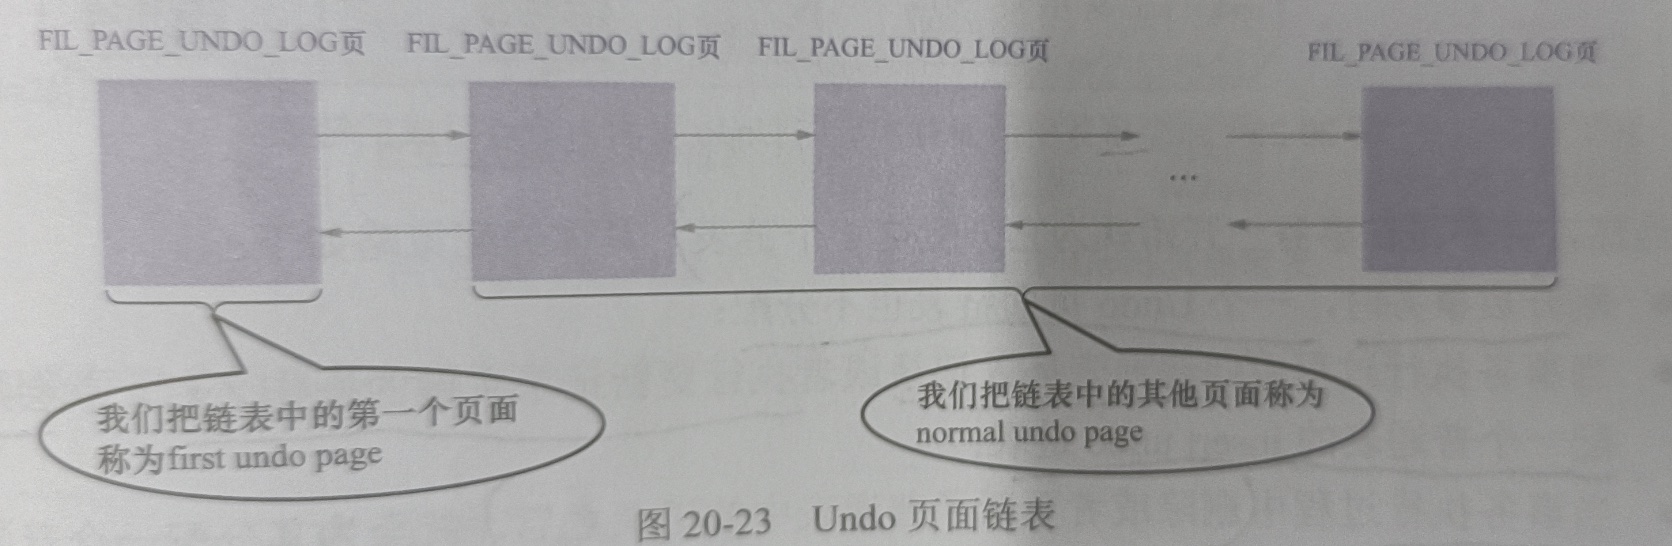 FIL_PAGE_UNDO_LOG页 FIL_PAGE_UNDO_LOG页 FIL_PAGE_UNDO_LOG页 FIL_PAGE_UNDO_LOG页
...
我们把链表中的第一个页面
称为first undo page
我们把链表中的其他页面称为
normal undo page
图 20-23 Undo 页面链表